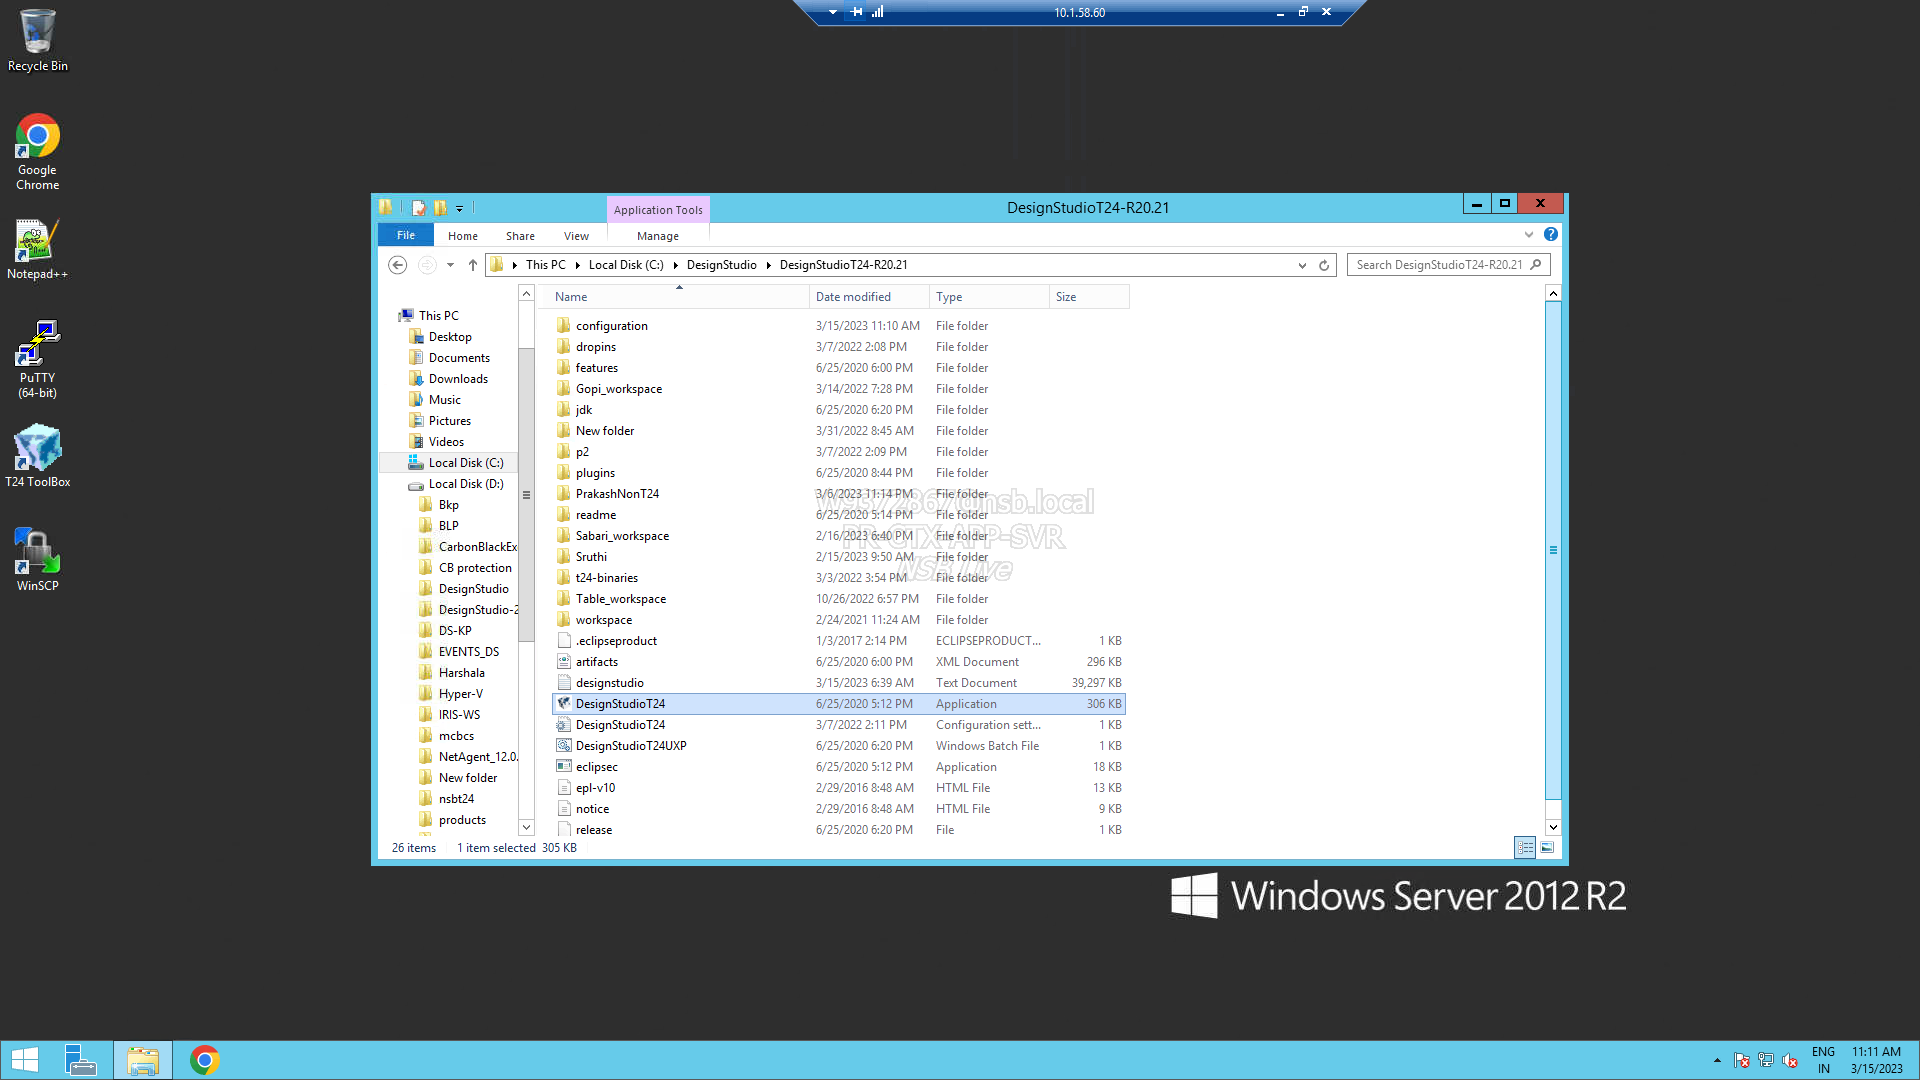 10.1.58.60
Recycle Bin
Google
Chrome
Notepad++
PuTTY
(64-bit)
T24 ToolBox
WinSCP
Application Tools
DesignStudioT24-R20.21
File Home Share View Manage
This PC Local Disk (C:) DesignStudio DesignStudioT24-R20.21
Search DesignStudioT24-R20.21
This PC
Desktop
Documents
Downloads
Music
Pictures
Videos
Local Disk (C:)
Local Disk (D:)
Bkp
BLP
CarbonBlackEx
CB protection
DesignStudio
DesignStudio-2
DS-KP
EVENTS_DS
Harshala
Hyper-V
IRIS-WS
mcbcs
NetAgent_12.0.
New folder
nsbt24
products
Name Date modified Type Size
configuration 3/15/2023 11:10 AM File folder
dropins 3/7/2022 2:08 PM File folder
features 6/25/2020 6:00 PM File folder
Gopi_workspace 3/14/2022 7:28 PM File folder
jdk 6/25/2020 6:20 PM File folder
New folder 3/31/2022 8:45 AM File folder
p2 3/7/2022 2:09 PM File folder
plugins 6/25/2020 8:44 PM File folder
PrakashNonT24 3/6/2023 11:14 PM File folder
readme 6/25/2020 5:14 PM File folder
Sabari_workspace 2/16/2023 6:40 PM File folder
Sruthi 2/15/2023 9:50 AM File folder
t24-binaries 3/3/2022 3:54 PM File folder
Table_workspace 10/26/2022 6:57 PM File folder
workspace 2/24/2021 11:24 AM File folder
.eclipseproduct 1/3/2017 2:14 PM ECLIPSEPRODUCT... 1 KB
artifacts 6/25/2020 6:00 PM XML Document 296 KB
designstudio 3/15/2023 6:39 AM Text Document 39,297 KB
DesignStudioT24 6/25/2020 5:12 PM Application 306 KB
DesignStudioT24 3/7/2022 2:11 PM Configuration sett... 1 KB
DesignStudioT24UXP 6/25/2020 6:20 PM Windows Batch File 1 KB
eclipsec 6/25/2020 5:12 PM Application 18 KB
epl-v10 2/29/2016 8:48 AM HTML File 13 KB
notice 2/29/2016 8:48 AM HTML File 9 KB
release 6/25/2020 6:20 PM File 1 KB
PR-CTX-APP-SVR
NSB Live
26 items 1 item selected 305 KB
Windows Server 2012 R2
ENG 11:11 AM
IN 3/15/2023